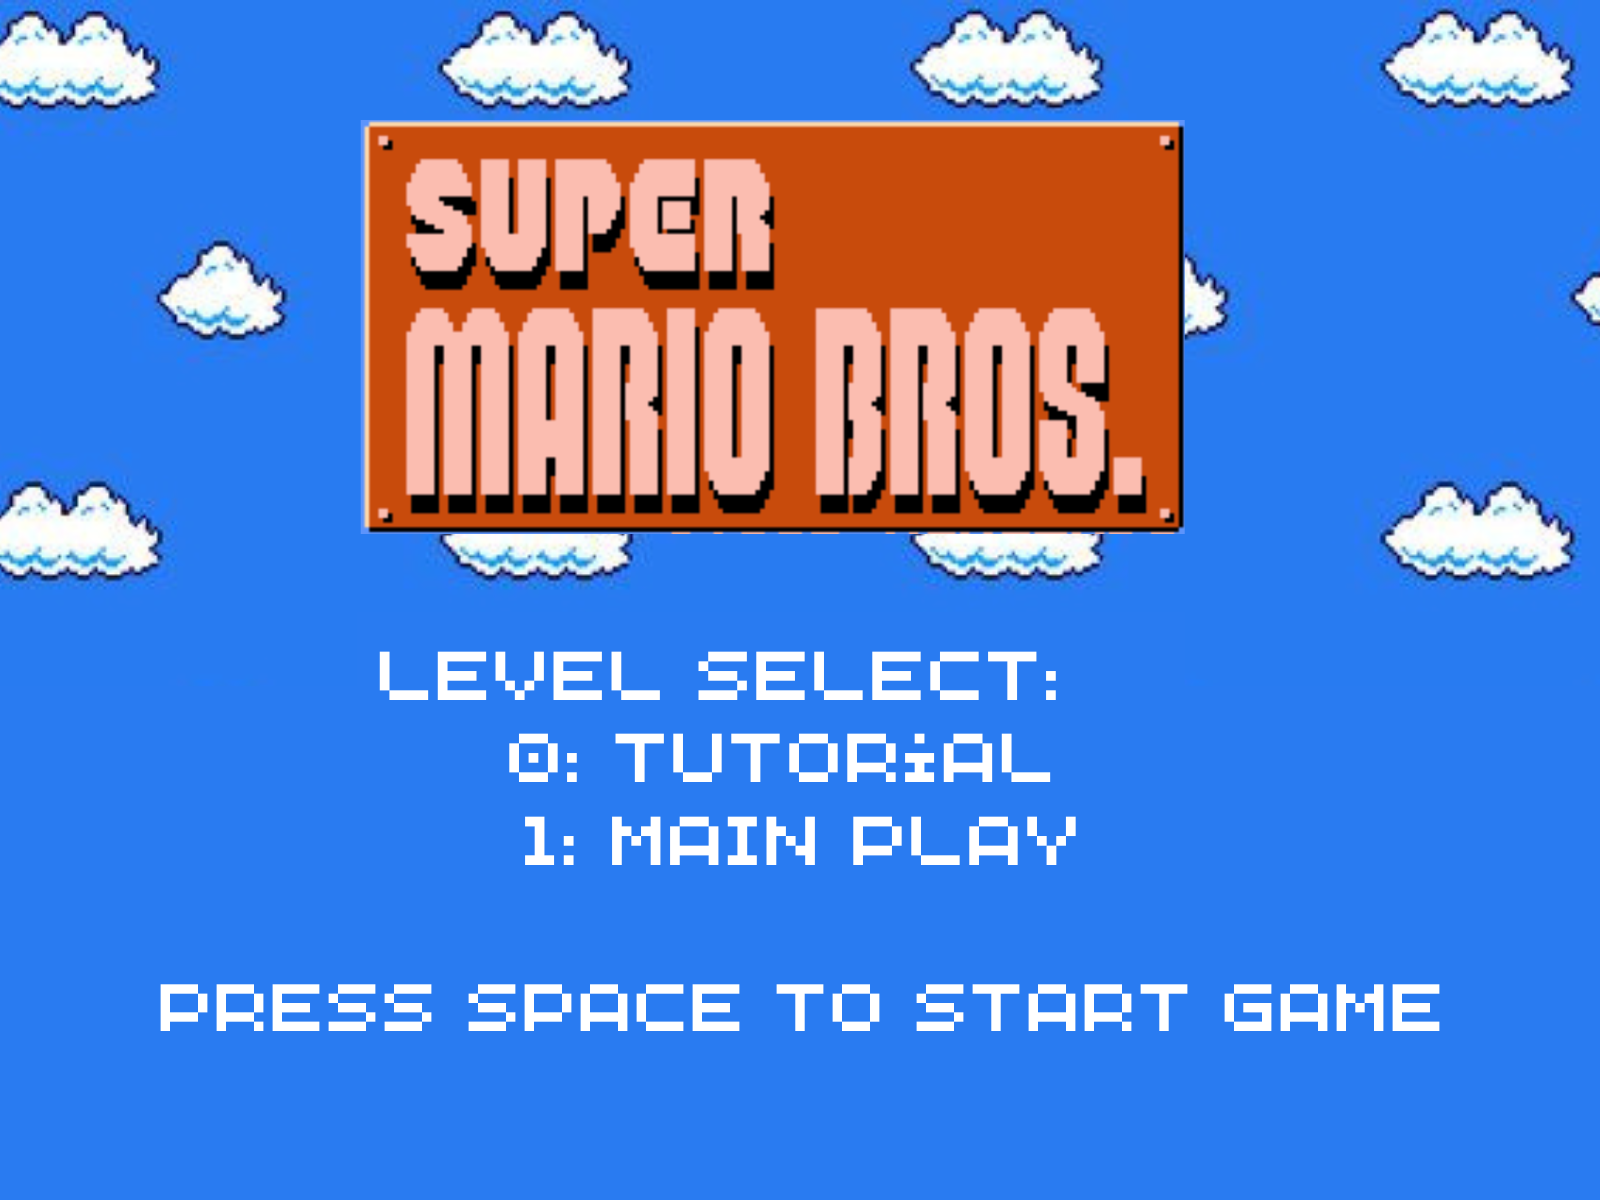 SUPER
MARIO BROS.
LEVEL SELECT:
0: TUTORiAL
1: MAIN PLAY
PRESS SPACE TO START GAME